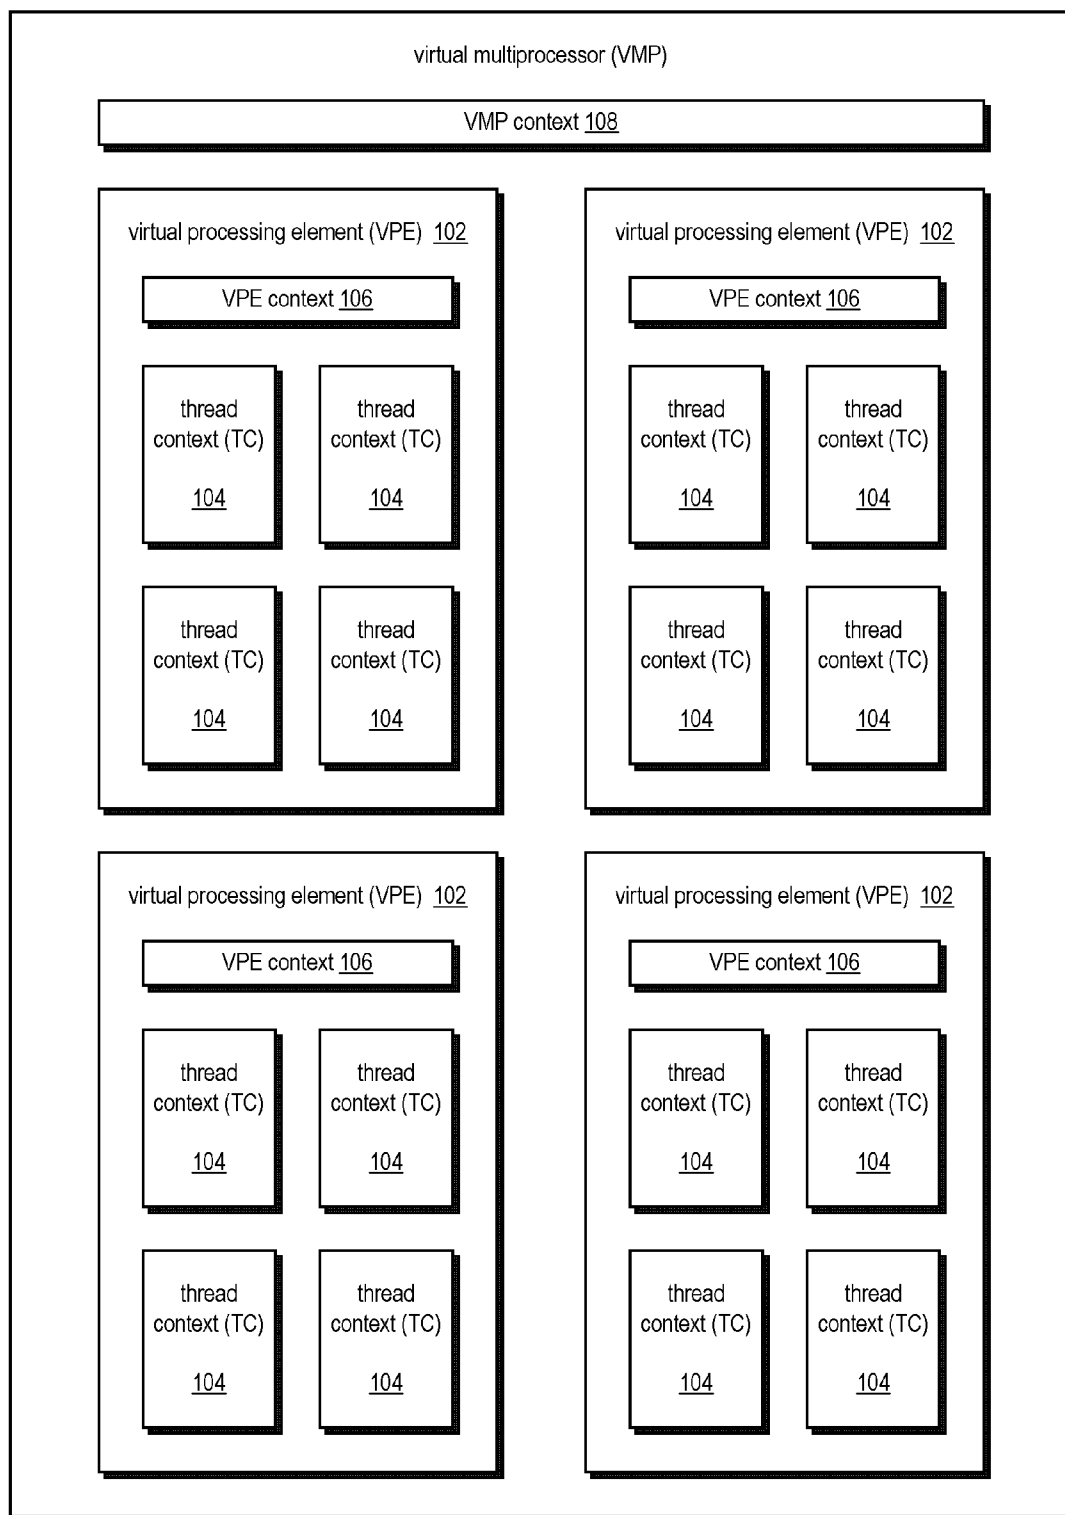 virtual multiprocessor (VMP)
VMP context 108
virtual processing element (VPE) 102
VPE context 106
thread
context (TC)
104
thread
context (TC)
104
thread
context (TC)
104
thread
context (TC)
104
virtual processing element (VPE) 102
VPE context 106
thread
context (TC)
104
thread
context (TC)
104
thread
context (TC)
104
thread
context (TC)
104
virtual processing element (VPE) 102
VPE context 106
thread
context (TC)
104
thread
context (TC)
104
thread
context (TC)
104
thread
context (TC)
104
virtual processing element (VPE) 102
VPE context 106
thread
context (TC)
104
thread
context (TC)
104
thread
context (TC)
104
thread
context (TC)
104